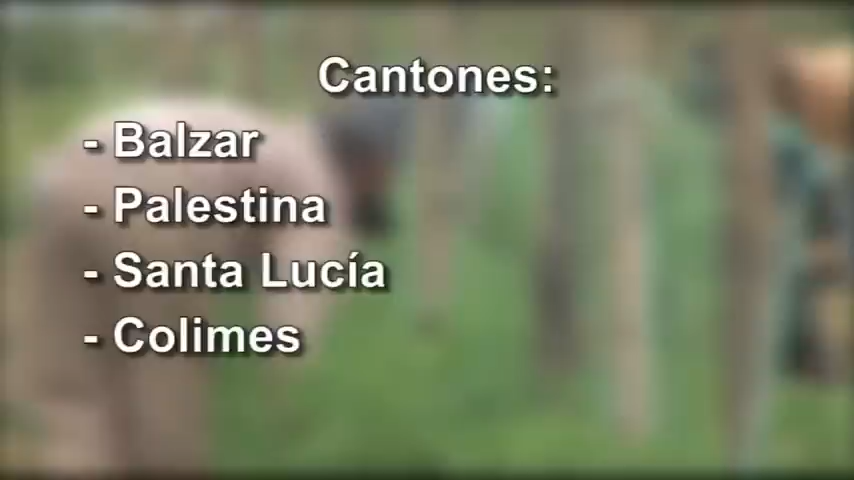 Cantones:
- Balzar
- Palestina
- Santa Lucía
- Colimes